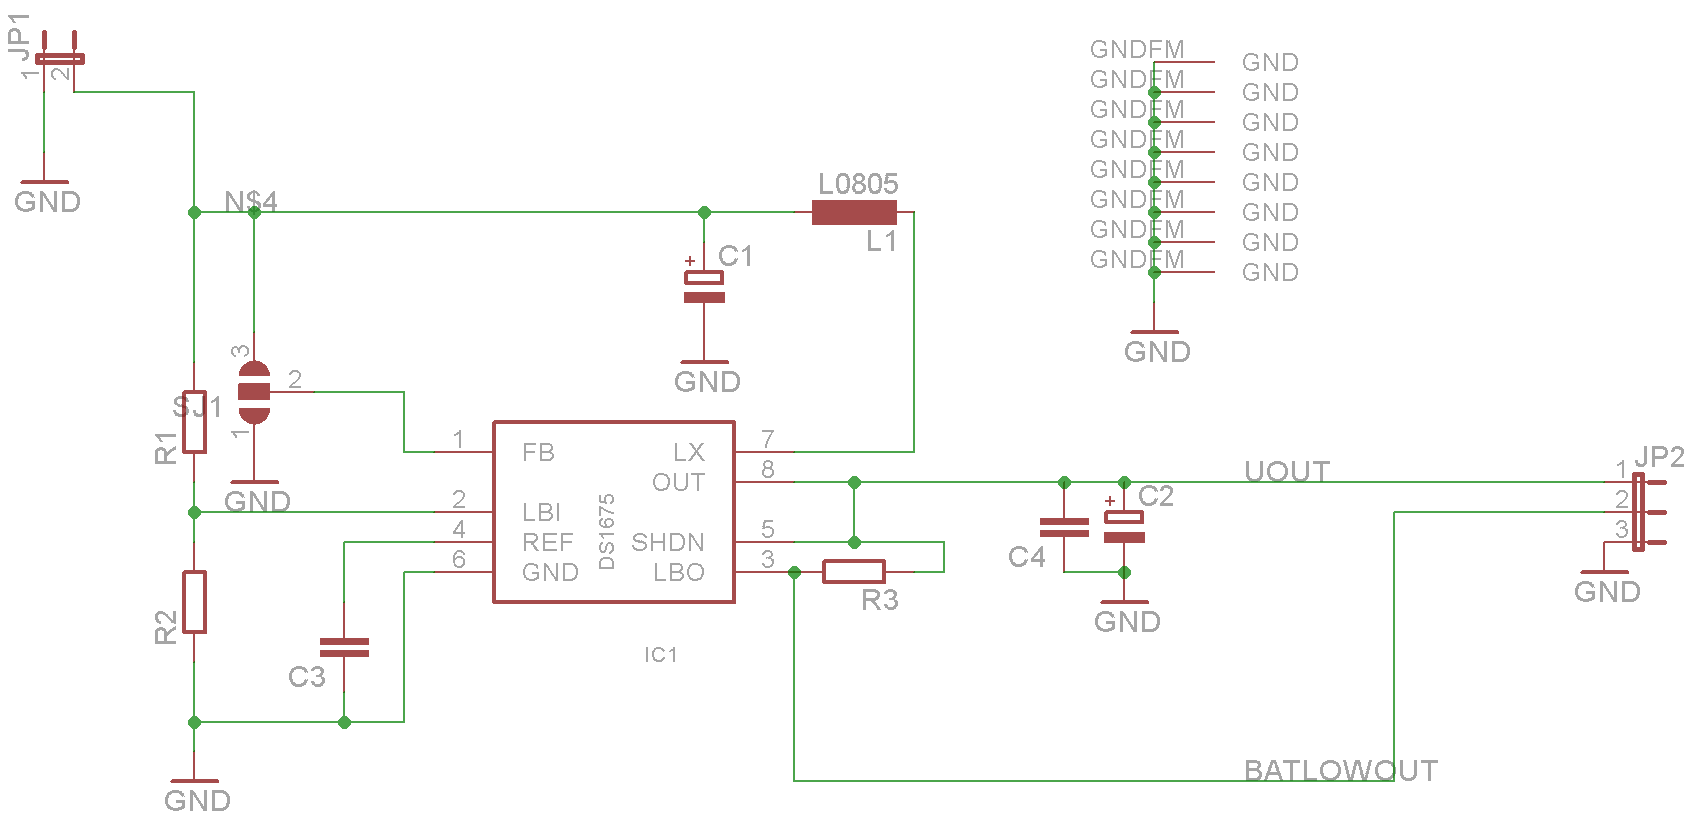 JP1
1
2
GND
N$4
L0805
L1
C1
+
GND
GNDFM GND
GNDFM GND
GNDFM GND
GNDFM GND
GNDFM GND
GNDFM GND
GNDFM GND
GNDFM GND
GND
3
2
1
SJ1
R1
GND
1 FB LX 7
OUT 8
2 LBI
4 REF SHDN 5
6 GND LBO 3
DS1675
IC1
R2
C3
GND
R3
UOUT
C2
+
C4
GND
JP2
1
2
3
GND
BATLOWOUT